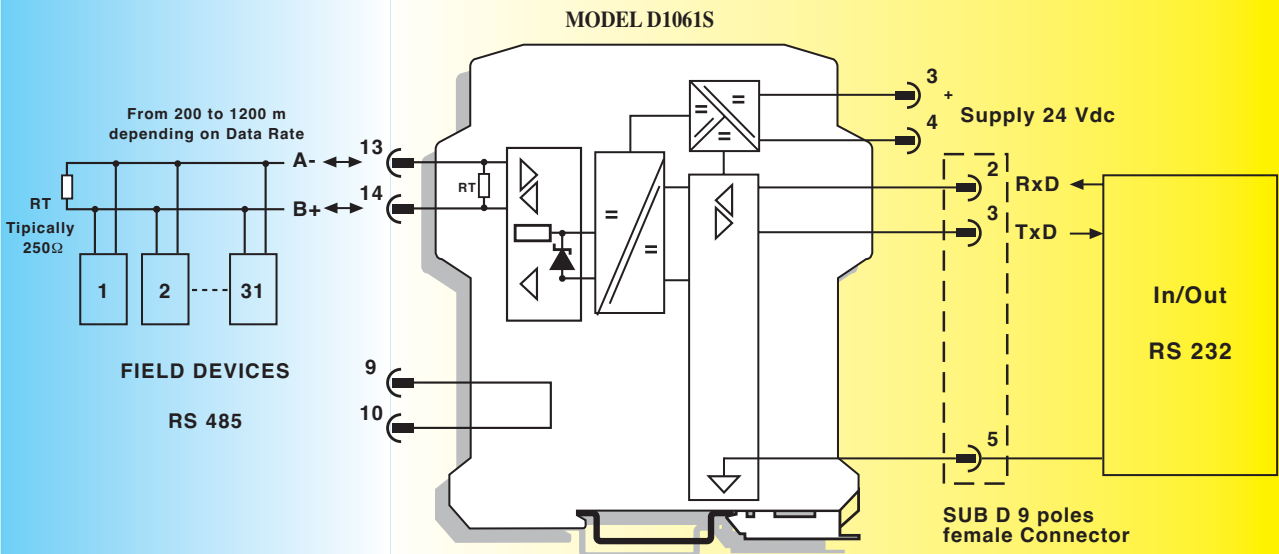 MODEL D1061S
From 200 to 1200 m
depending on Data Rate
A-
B+
RT
Tipically
250Ω
1
2
31
FIELD DEVICES
RS 485
13
14
9
10
RT
=
=
=
=
=
3
+
4
Supply 24 Vdc
2
RxD
3
TxD
5
In/Out
RS 232
SUB D 9 poles
female Connector